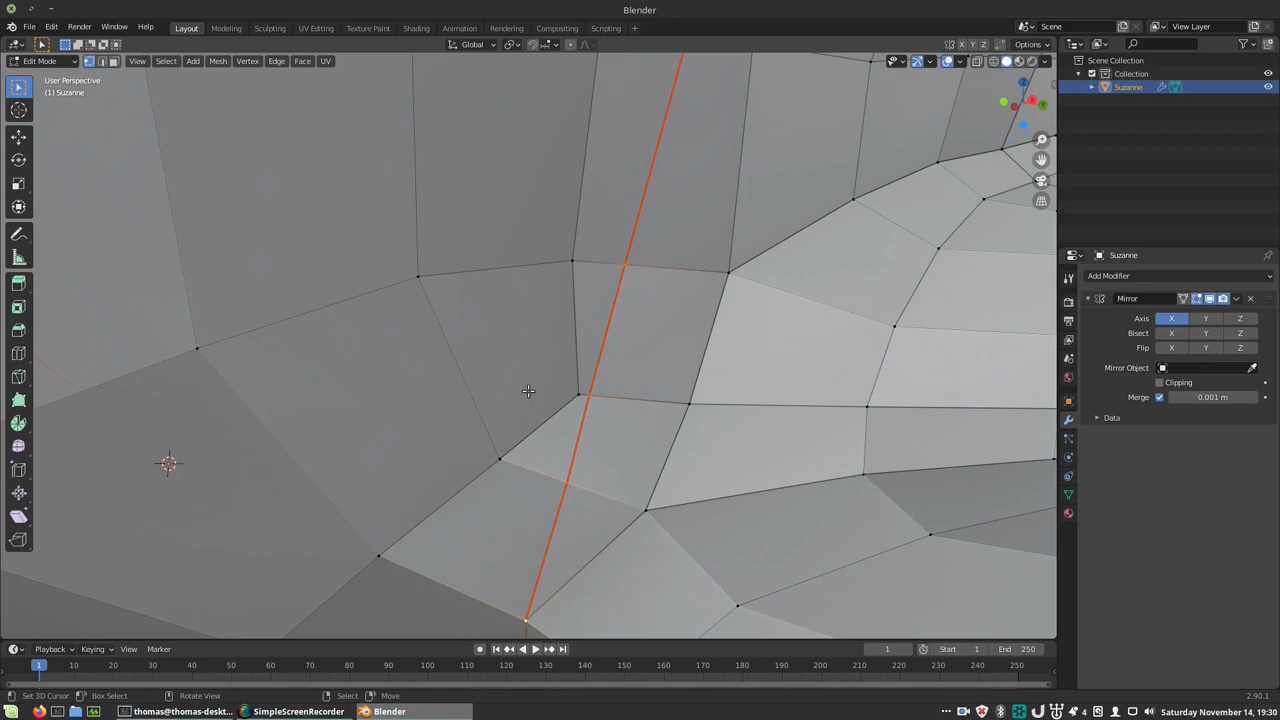 Blender
File Edit Render Window Help
Layout Modeling Sculpting UV Editing Texture Paint Shading Animation Rendering Compositing Scripting +
Scene
View Layer
Global
X Y Z Options
Edit Mode View Select Add Mesh Vertex Edge Face UV
User Perspective
(1) Suzanne
Scene Collection
Collection
Suzanne
Suzanne
Add Modifier
Mirror
Axis X Y Z
Bisect X Y Z
Flip X Y Z
Mirror Object
Clipping
Merge 0.001 m
Data
Playback Keying View Marker
1 Start 1 End 250
1 10 20 30 40 50 60 70 80 90 100 110 120 130 140 150 160 170 180 190 200 210 220 230 240 250
Set 3D Cursor Box Select Rotate View Select Move 2.90.1
thomas@thomas-deskt... SimpleScreenRecorder Blender 4 Saturday November 14, 19:30